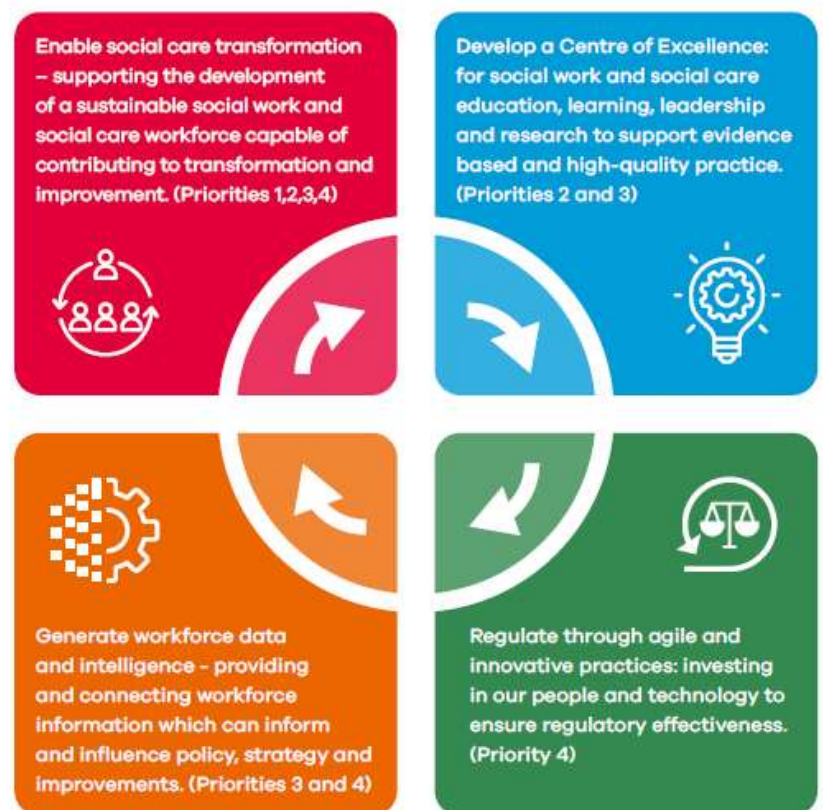 Enable social care transformation
– supporting the development
of a sustainable social work and
social care workforce capable of
contributing to transformation and
improvement. (Priorities 1,2,3,4)
Develop a Centre of Excellence:
for social work and social care
education, learning, leadership
and research to support evidence
based and high-quality practice.
(Priorities 2 and 3)
Generate workforce data
and intelligence - providing
and connecting workforce
information which can inform
and influence policy, strategy and
improvements. (Priorities 3 and 4)
Regulate through agile and
innovative practices: investing
in our people and technology to
ensure regulatory effectiveness.
(Priority 4)